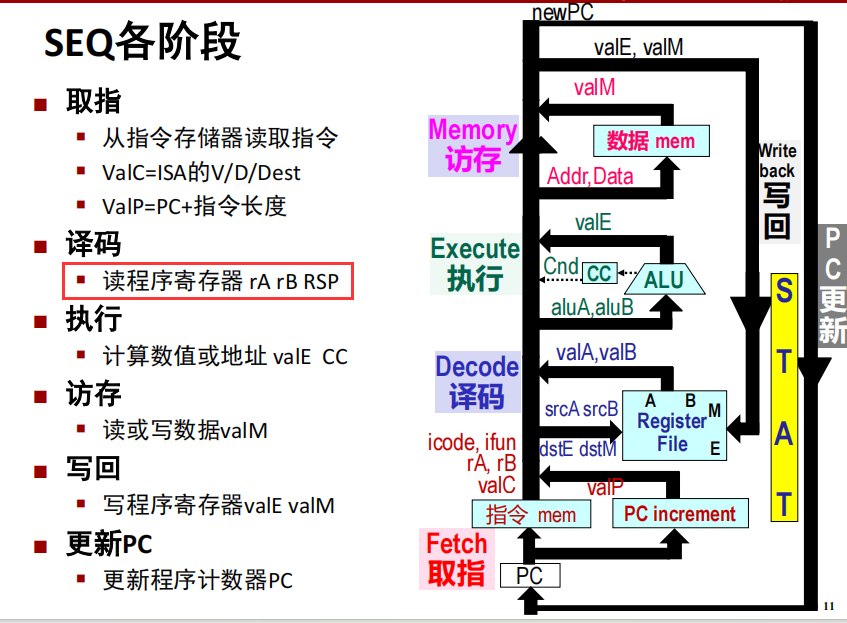 SEQ各阶段
取指
从指令存储器读取指令
ValC=ISA的V/D/Dest
ValP=PC+指令长度
译码
读程序寄存器 rA rB RSP
执行
计算数值或地址 valE CC
访存
读或写数据valM
写回
写程序寄存器valE valM
更新PC
更新程序计数器PC
newPC
valE, valM
valM
Memory
访存
数据 mem
Write
back
写
回
Addr,Data
valE
Execute
执行
Cnd
CC
ALU
aluA,aluB
P
C
更
新
S
T
A
T
valA,valB
Decode
译码
A
B
M
E
srcA srcB
Register
File
dstE dstM
icode, ifun
rA, rB
valC
valP
指令 mem
PC increment
Fetch
取指
PC
11